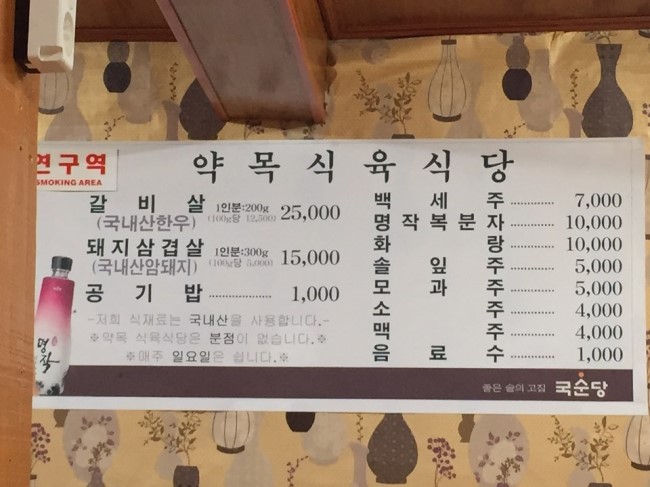 연구역
SMOKING AREA
약목식육식당
갈비살 1인분:200g 25,000
(국내산한우) (100g당 12,500)
돼지삼겹살 1인분:300g 15,000
(국내산암돼지) (100g당 5,000)
공기밥 .................. 1,000
-저희 식재료는 국내산을 사용합니다.-
※약목 식육식당은 분점이 없습니다.※
※매주 일요일은 쉽니다.※
백세주 ............ 7,000
명작복분자 ............ 10,000
화랑 ............ 10,000
솔잎주 ............ 5,000
모과주 ............ 5,000
소주 ............ 4,000
맥주 ............ 4,000
음료수 ............ 1,000
명작
좋은 술의 고집 국순당